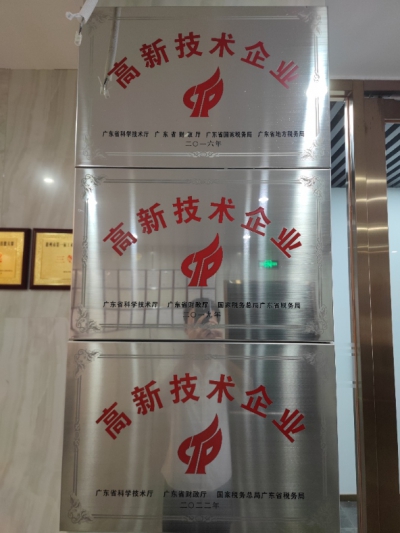 高新技术企业
广东省科学技术厅 广东省财政厅 广东省国家税务局 广东省地方税务局
二〇一六年
高新技术企业
广东省科学技术厅 广东省财政厅 国家税务总局广东省税务局
二〇一九年
高新技术企业
广东省科学技术厅 广东省财政厅 国家税务总局广东省税务局
二〇二二年